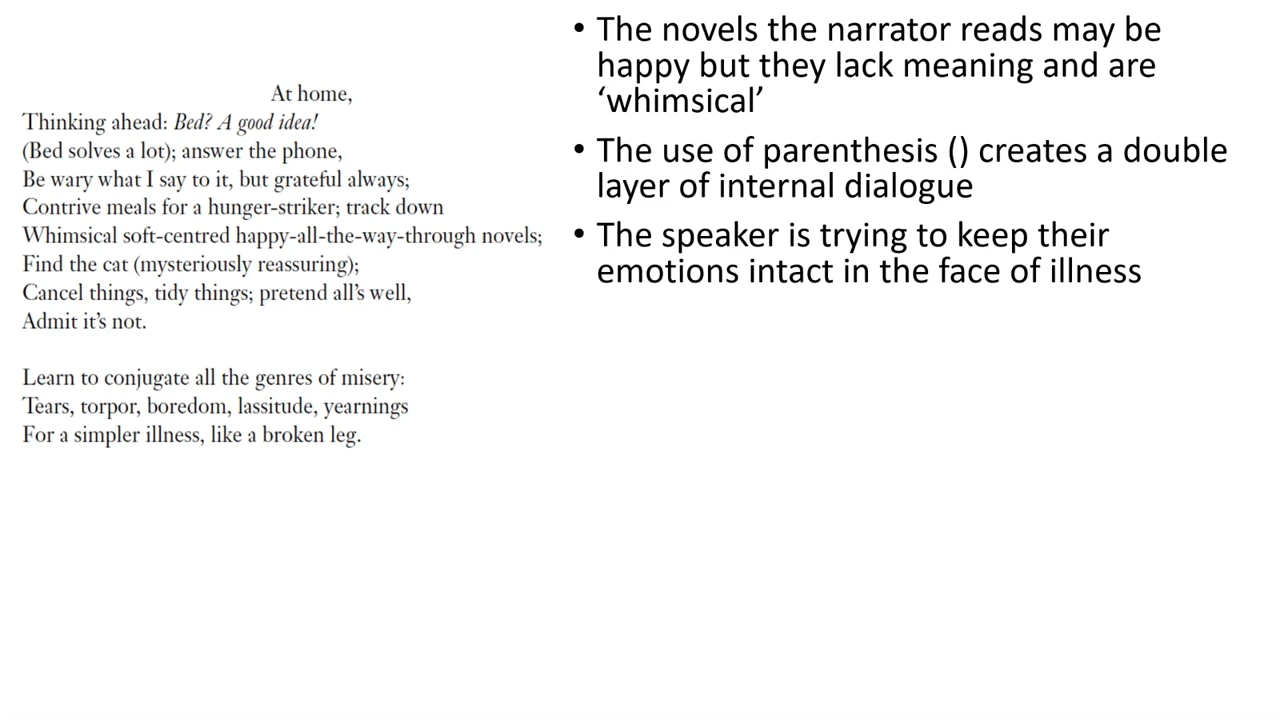 At home,
Thinking ahead: Bed? A good idea!
(Bed solves a lot); answer the phone,
Be wary what I say to it, but grateful always;
Contrive meals for a hunger-striker; track down
Whimsical soft-centred happy-all-the-way-through novels;
Find the cat (mysteriously reassuring);
Cancel things, tidy things; pretend all's well,
Admit it's not.
Learn to conjugate all the genres of misery:
Tears, torpor, boredom, lassitude, yearnings
For a simpler illness, like a broken leg.
• The novels the narrator reads may be
happy but they lack meaning and are
‘whimsical’
• The use of parenthesis () creates a double
layer of internal dialogue
• The speaker is trying to keep their
emotions intact in the face of illness